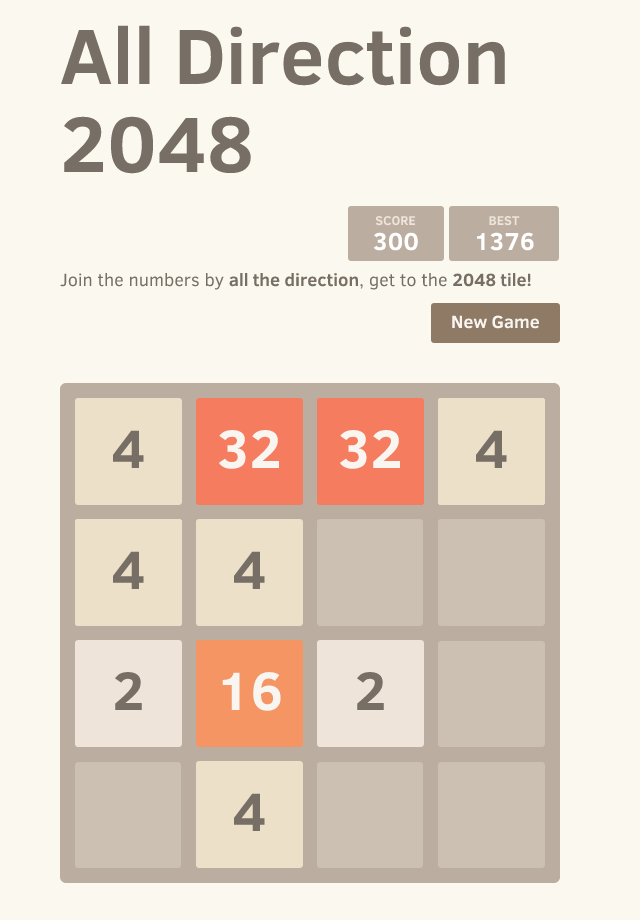 All Direction
2048
SCORE BEST
300 1376
Join the numbers by all the direction, get to the 2048 tile!
New Game
4 32 32 4
4 4
2 16 2
4